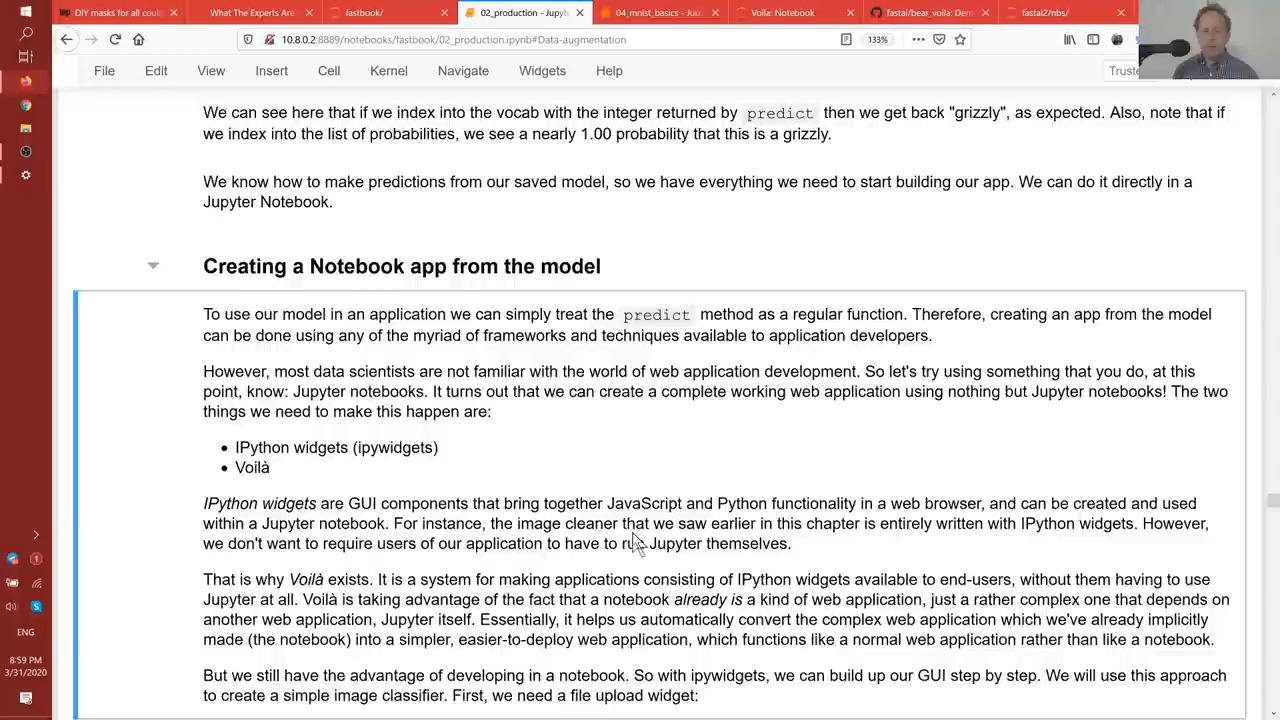 DIY masks for all coul
What The Experts Are
fastbook/
02_production - Jupyte
04_mnist_basics - Jup
Voila: Notebook
fastai/bear_voila: Dem
fastai2/nbs/
10.8.0.2:8889/notebooks/fastbook/02_production.ipynb#Data-augmentation
133%
File Edit View Insert Cell Kernel Navigate Widgets Help
Truste
We can see here that if we index into the vocab with the integer returned by predict then we get back "grizzly", as expected. Also, note that if
we index into the list of probabilities, we see a nearly 1.00 probability that this is a grizzly.
We know how to make predictions from our saved model, so we have everything we need to start building our app. We can do it directly in a
Jupyter Notebook.
Creating a Notebook app from the model
To use our model in an application we can simply treat the predict method as a regular function. Therefore, creating an app from the model
can be done using any of the myriad of frameworks and techniques available to application developers.
However, most data scientists are not familiar with the world of web application development. So let's try using something that you do, at this
point, know: Jupyter notebooks. It turns out that we can create a complete working web application using nothing but Jupyter notebooks! The two
things we need to make this happen are:
• IPython widgets (ipywidgets)
• Voilà
IPython widgets are GUI components that bring together JavaScript and Python functionality in a web browser, and can be created and used
within a Jupyter notebook. For instance, the image cleaner that we saw earlier in this chapter is entirely written with IPython widgets. However,
we don't want to require users of our application to have to run Jupyter themselves.
That is why Voilà exists. It is a system for making applications consisting of IPython widgets available to end-users, without them having to use
Jupyter at all. Voilà is taking advantage of the fact that a notebook already is a kind of web application, just a rather complex one that depends on
another web application, Jupyter itself. Essentially, it helps us automatically convert the complex web application which we've already implicitly
made (the notebook) into a simpler, easier-to-deploy web application, which functions like a normal web application rather than like a notebook.
But we still have the advantage of developing in a notebook. So with ipywidgets, we can build up our GUI step by step. We will use this approach
to create a simple image classifier. First, we need a file upload widget:
1
ENG
8:59 PM
3/31/2020